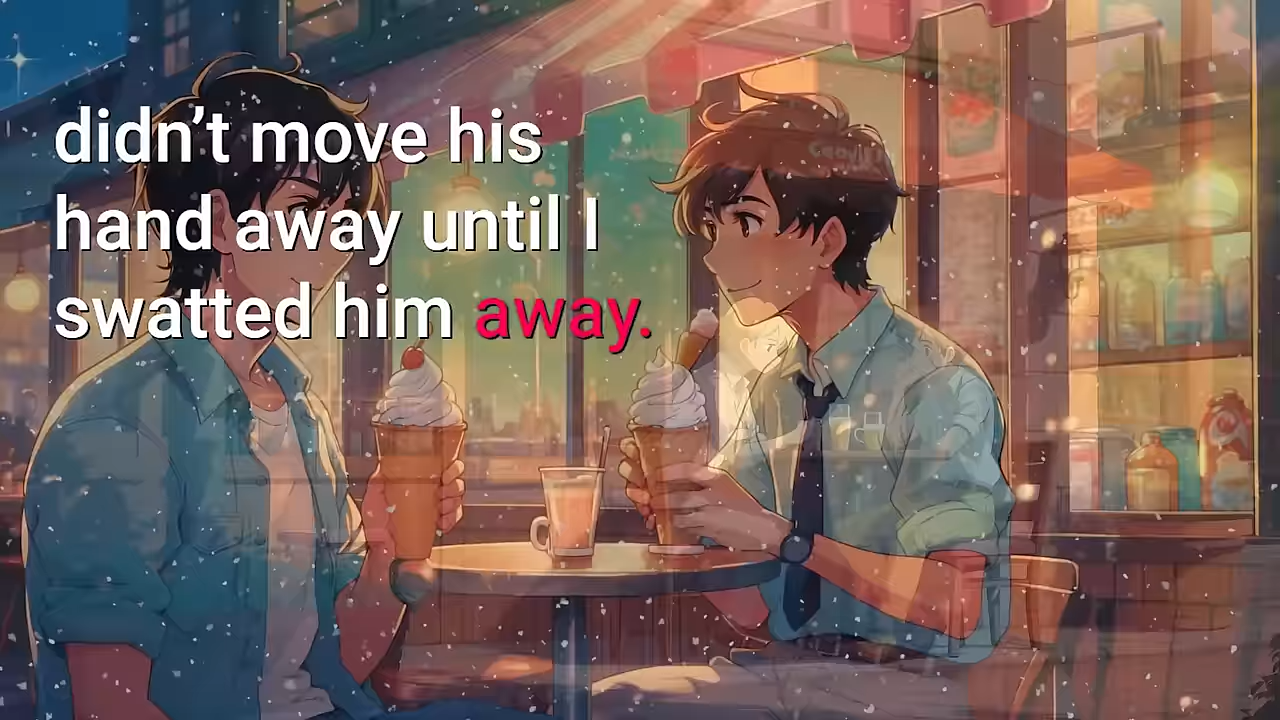 didn’t move his
hand away until I
swatted him away.